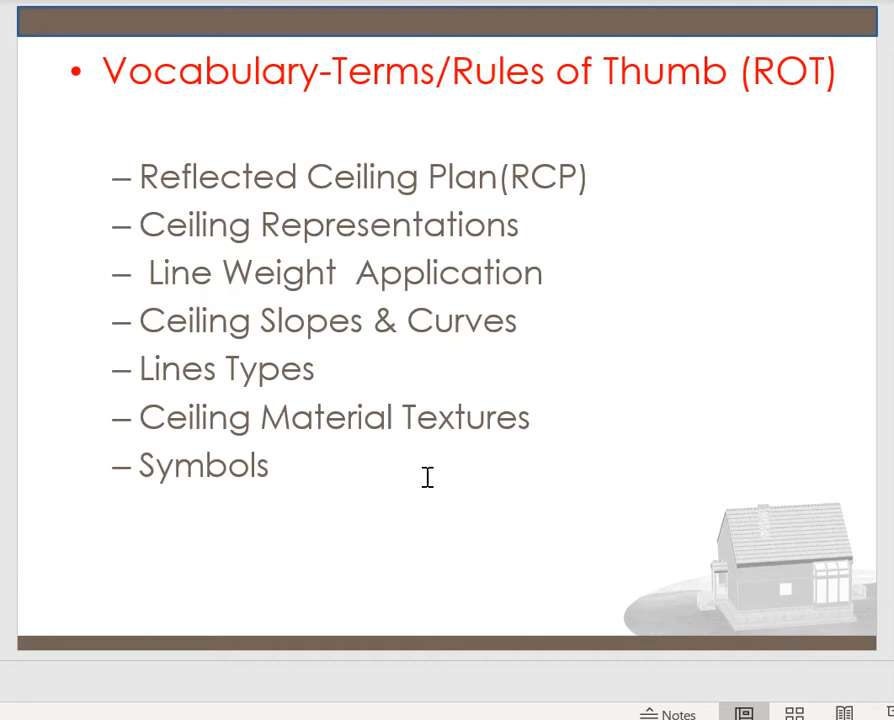 • Vocabulary-Terms/Rules of Thumb (ROT)
– Reflected Ceiling Plan(RCP)
– Ceiling Representations
– Line Weight Application
– Ceiling Slopes & Curves
– Lines Types
– Ceiling Material Textures
– Symbols
Notes